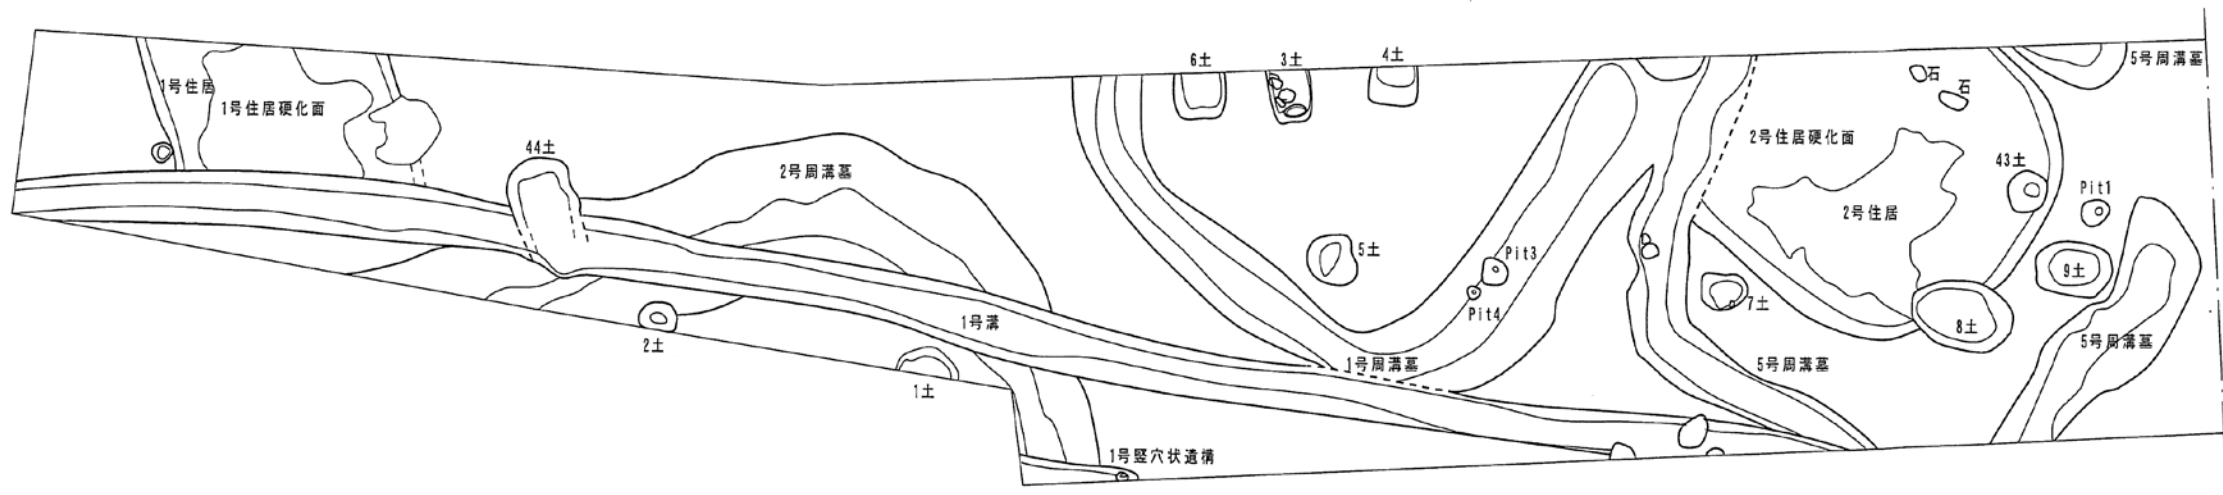 1号住居
1号住居硬化面
44土
2号周溝墓
6土
3土
4土
5土
Pit3
Pit4
1号溝
2土
1土
1号周溝墓
1号竪穴状遺構
石
石
5号周溝墓
2号住居硬化面
43土
Pit1
2号住居
9土
7土
8土
5号周溝墓
5号周溝墓